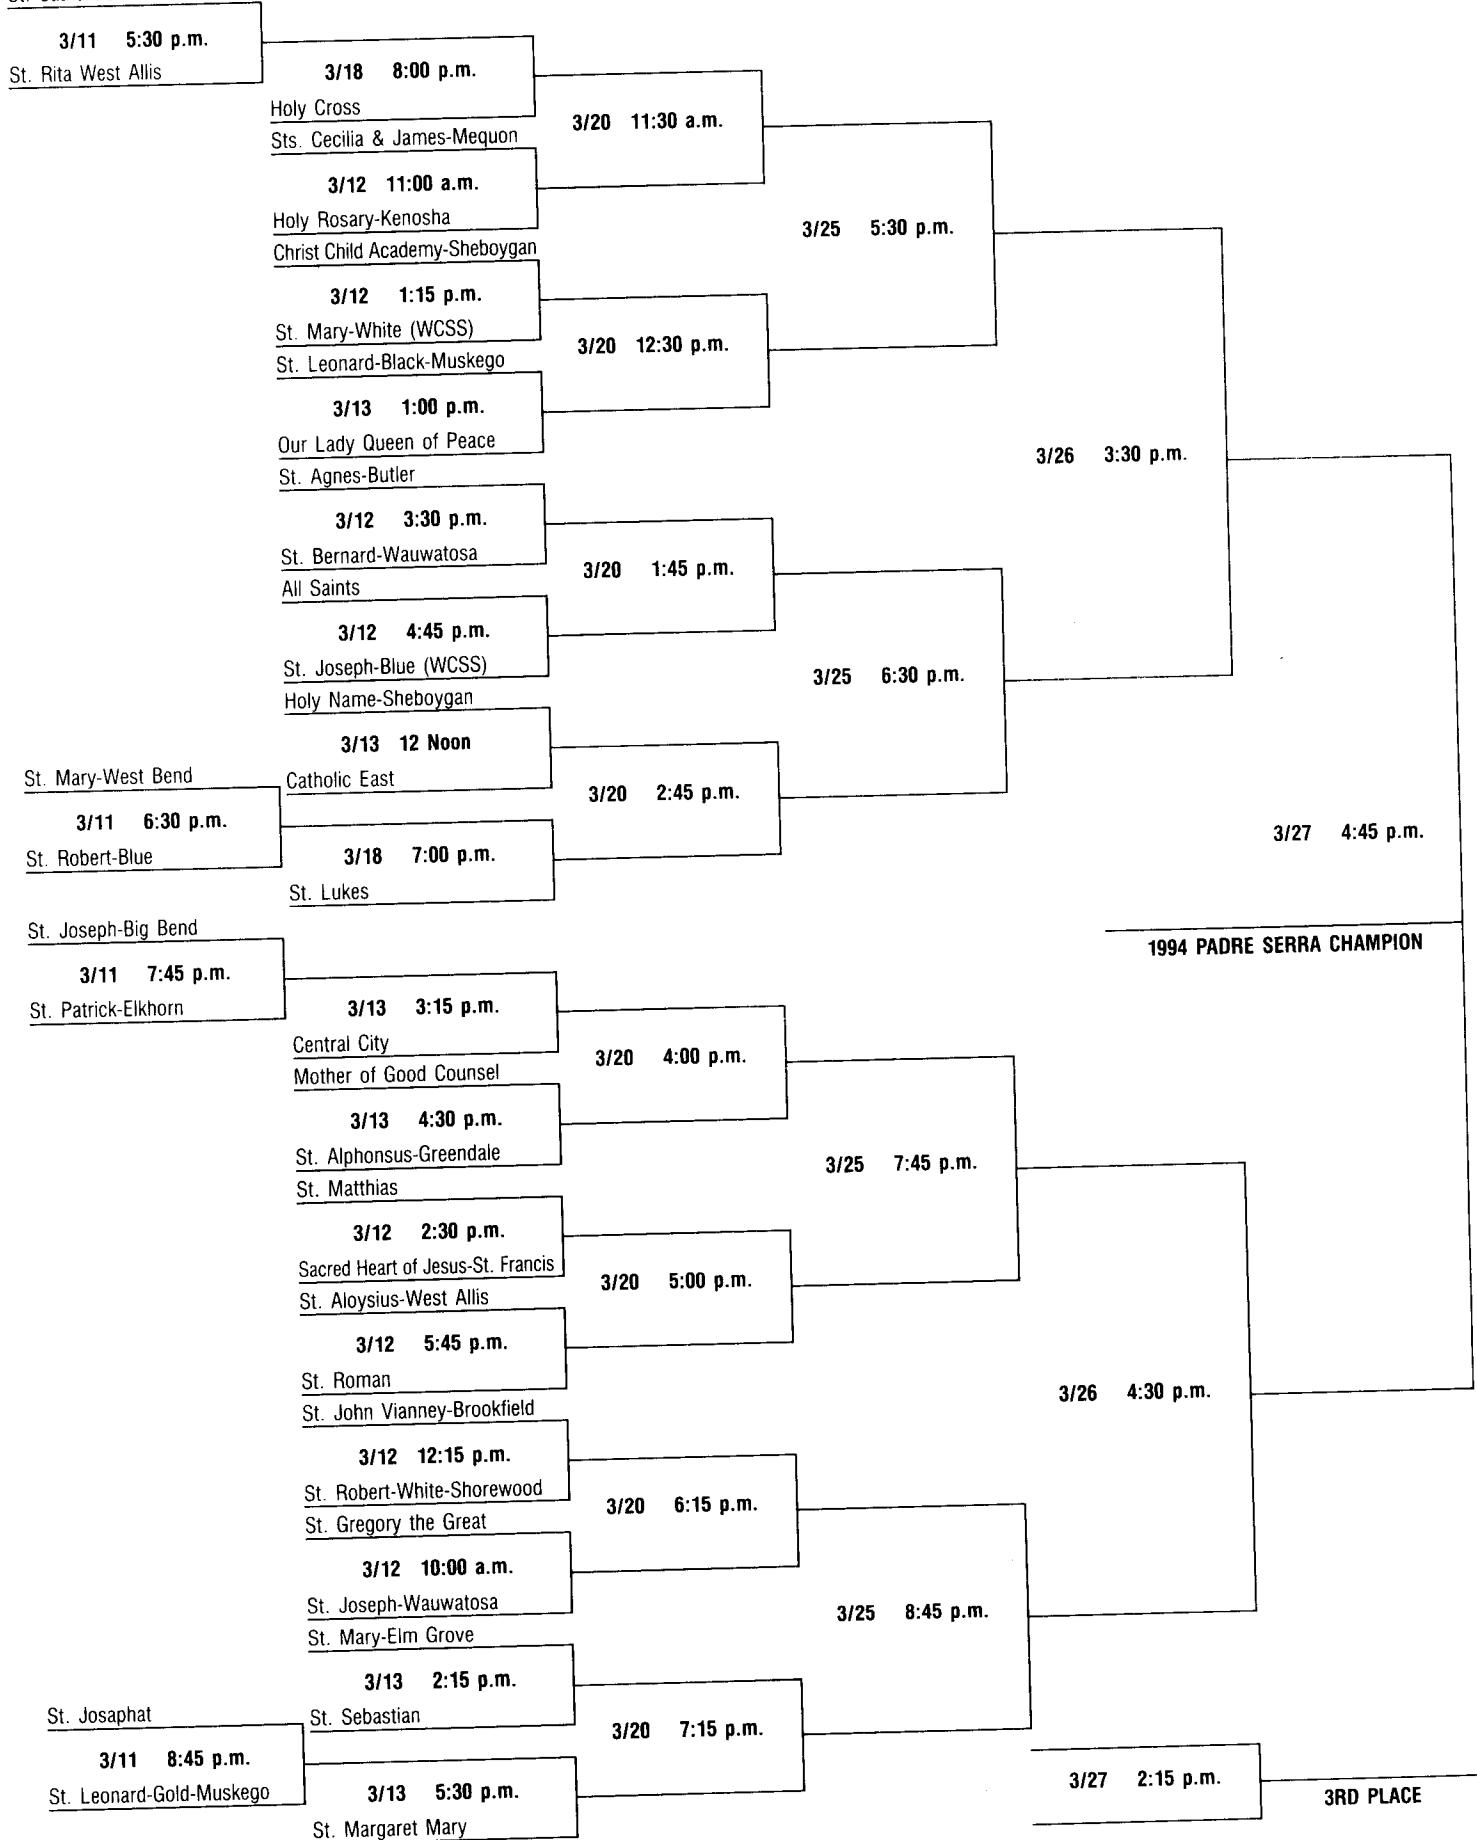 3/11 5:30 p.m.
St. Rita West Allis
3/18 8:00 p.m.
Holy Cross
Sts. Cecilia & James-Mequon
3/20 11:30 a.m.
3/12 11:00 a.m.
Holy Rosary-Kenosha
3/25 5:30 p.m.
Christ Child Academy-Sheboygan
3/12 1:15 p.m.
St. Mary-White (WCSS)
3/20 12:30 p.m.
St. Leonard-Black-Muskego
3/13 1:00 p.m.
Our Lady Queen of Peace
3/26 3:30 p.m.
St. Agnes-Butler
3/12 3:30 p.m.
St. Bernard-Wauwatosa
3/20 1:45 p.m.
All Saints
3/12 4:45 p.m.
St. Joseph-Blue (WCSS)
3/25 6:30 p.m.
Holy Name-Sheboygan
3/13 12 Noon
St. Mary-West Bend
Catholic East
3/20 2:45 p.m.
3/11 6:30 p.m.
St. Robert-Blue
3/18 7:00 p.m.
3/27 4:45 p.m.
St. Lukes
St. Joseph-Big Bend
1994 PADRE SERRA CHAMPION
3/11 7:45 p.m.
St. Patrick-Elkhorn
3/13 3:15 p.m.
Central City
3/20 4:00 p.m.
Mother of Good Counsel
3/13 4:30 p.m.
St. Alphonsus-Greendale
3/25 7:45 p.m.
St. Matthias
3/12 2:30 p.m.
Sacred Heart of Jesus-St. Francis
3/20 5:00 p.m.
St. Aloysius-West Allis
3/12 5:45 p.m.
St. Roman
3/26 4:30 p.m.
St. John Vianney-Brookfield
3/12 12:15 p.m.
St. Robert-White-Shorewood
3/20 6:15 p.m.
St. Gregory the Great
3/12 10:00 a.m.
St. Joseph-Wauwatosa
3/25 8:45 p.m.
St. Mary-Elm Grove
3/13 2:15 p.m.
St. Josaphat
St. Sebastian
3/20 7:15 p.m.
3/11 8:45 p.m.
St. Leonard-Gold-Muskego
3/13 5:30 p.m.
3/27 2:15 p.m.
3RD PLACE
St. Margaret Mary